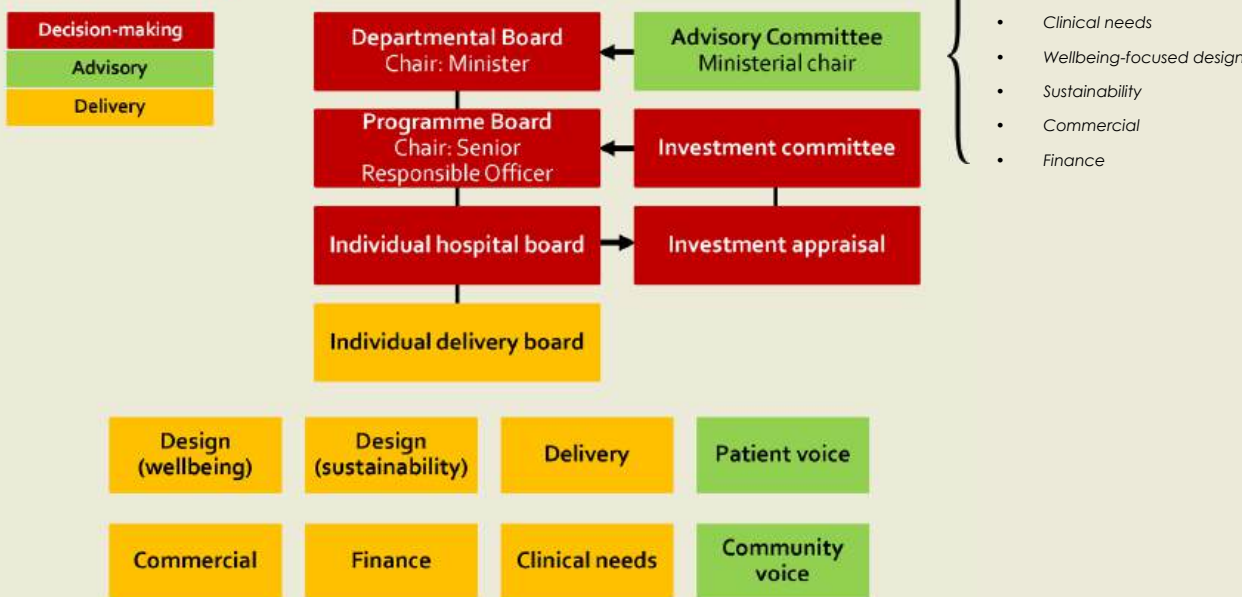 Decision-making
Advisory
Delivery
Departmental Board
Chair: Minister
Advisory Committee
Ministerial chair
Programme Board
Chair: Senior
Responsible Officer
Investment committee
Individual hospital board
Investment appraisal
Individual delivery board
• Clinical needs
• Wellbeing-focused design
• Sustainability
• Commercial
• Finance
Design
(wellbeing)
Design
(sustainability)
Delivery
Patient voice
Commercial
Finance
Clinical needs
Community
voice